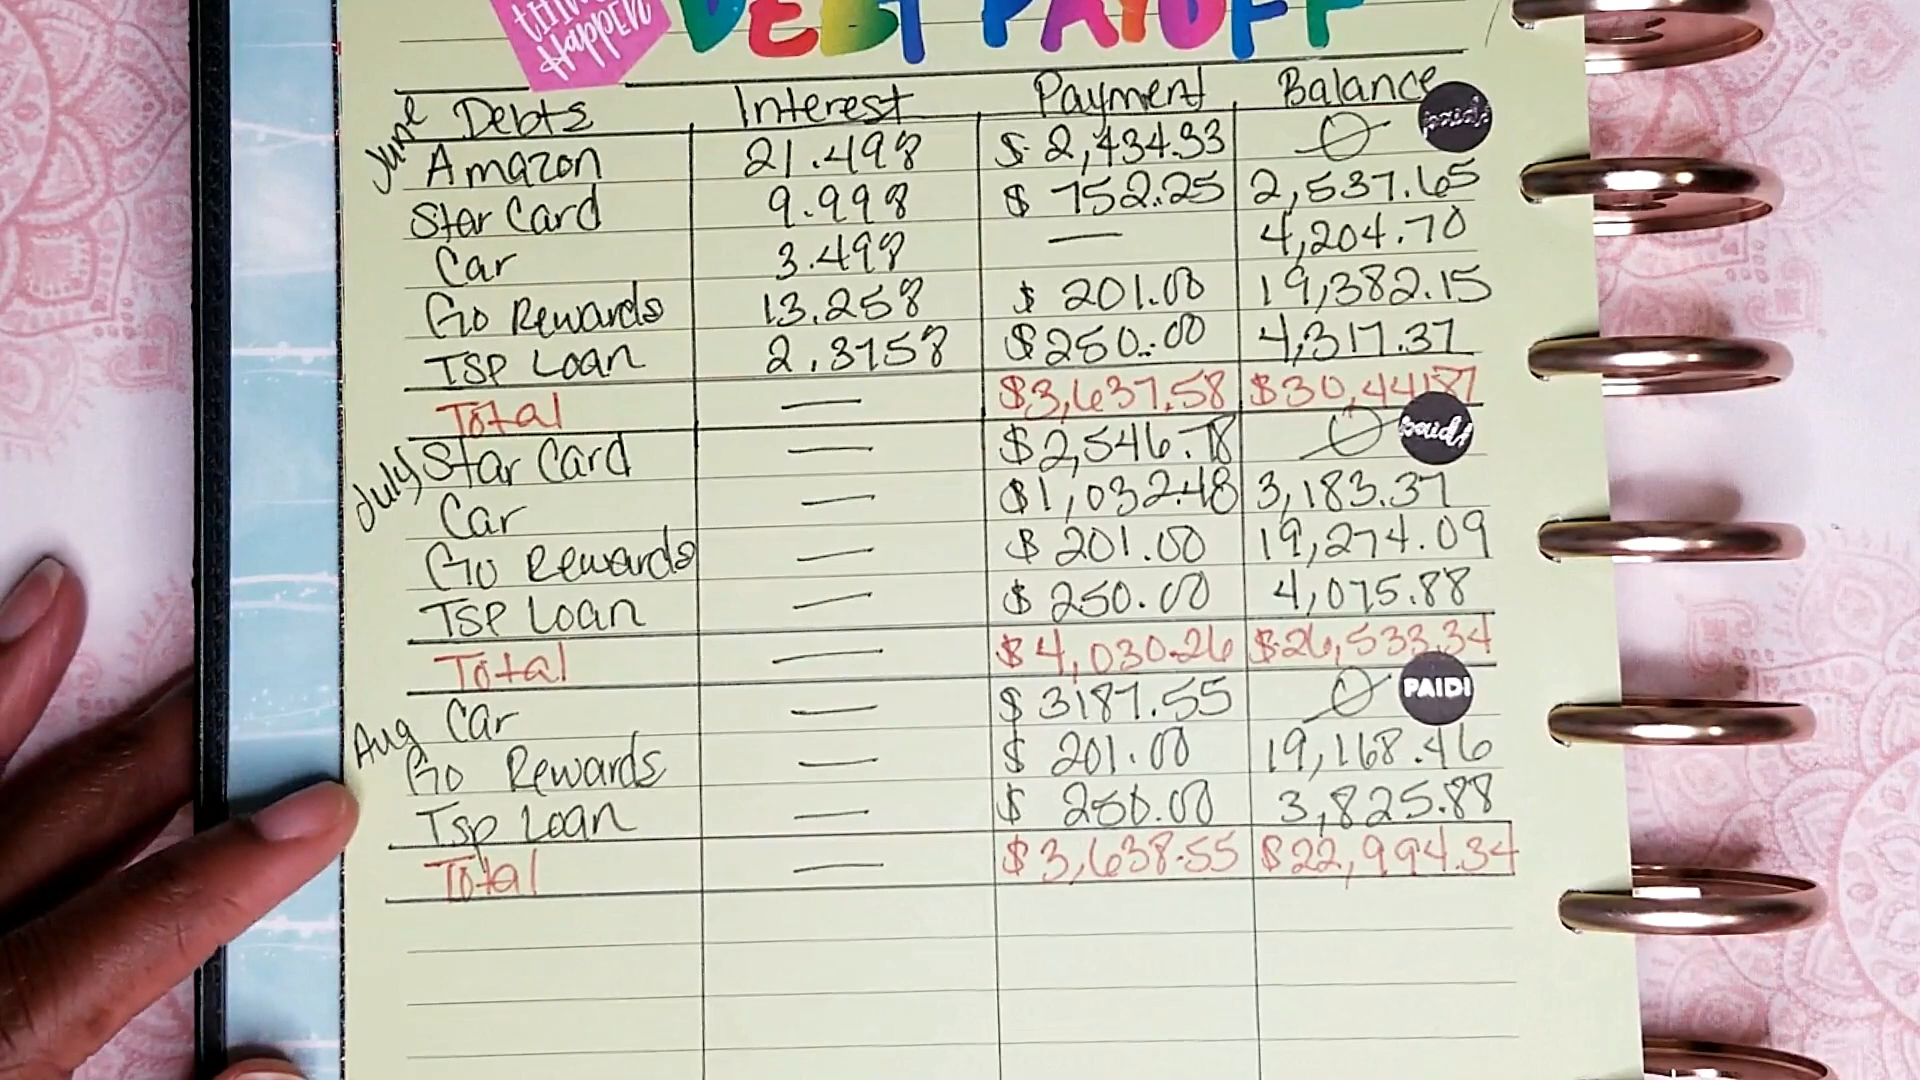 things
Happen
DEBT PAYOFF
June
Debts Interest Payment Balance
Amazon 21.49% $ 2,434.33 0 paid!
Star Card 9.99% $ 752.25 2,537.65
Car 3.49% — 4,204.70
Go Rewards 13.25% $ 201.00 19,382.15
TSP Loan 2.375% $250.00 4,317.37
Total — $3,637.58 $30,441.87
July
Star Card — $2,546.78 0 paid!
Car — $1,032.48 3,183.37
Go Rewards — $ 201.00 19,274.09
TSP Loan — $ 250.00 4,075.88
Total — $4,030.26 $26,533.34
Aug
Car — $ 3187.55 0 PAID!
Go Rewards — $ 201.00 19,168.46
Tsp Loan — $ 250.00 3,825.88
Total — $3,638.55 $22,994.34